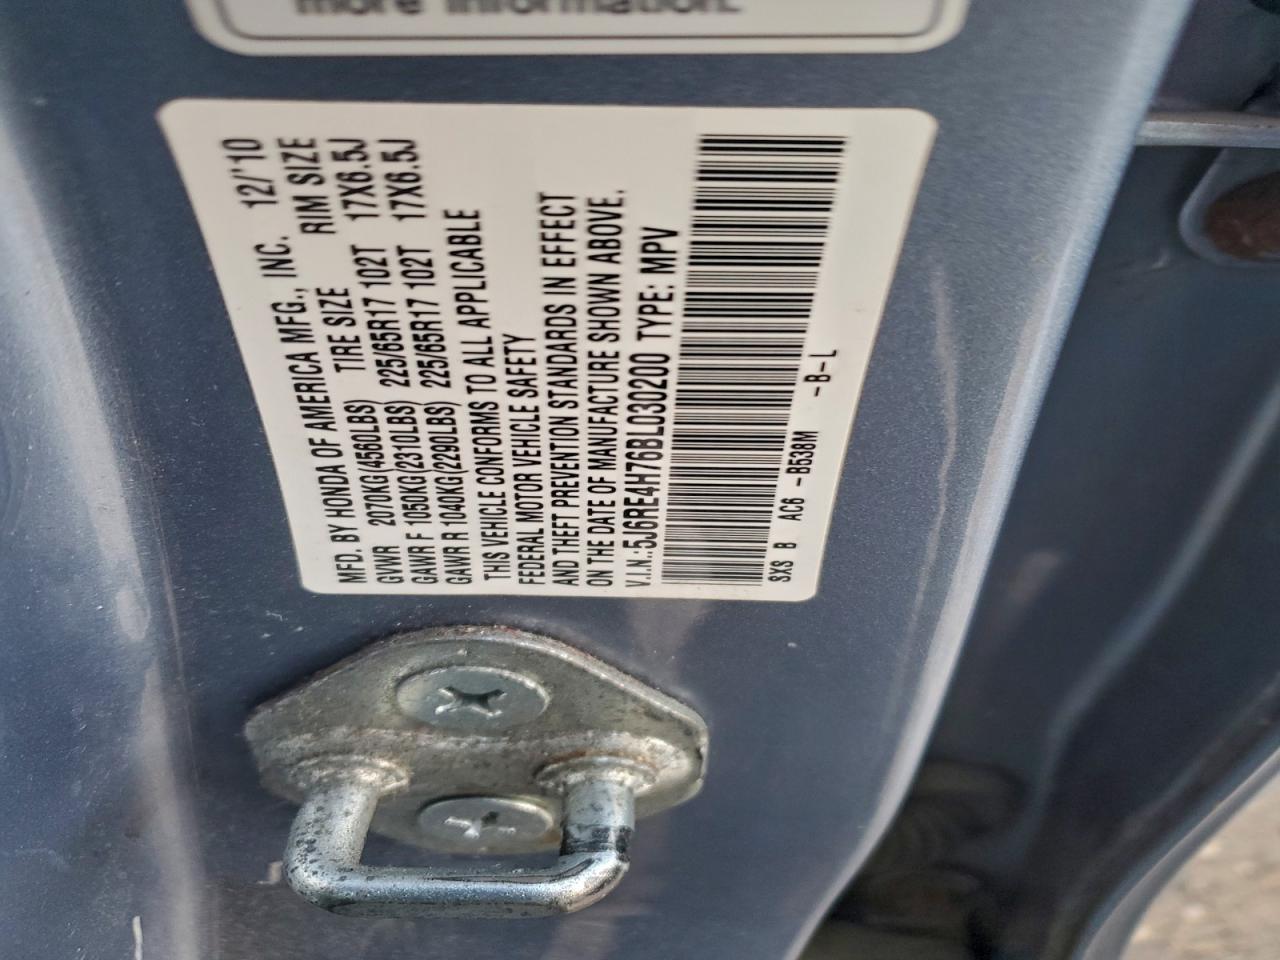 more information.
MFD. BY HONDA OF AMERICA MFG., INC. 12/'10
GVWR 2070KG(4560LBS) TIRE SIZE RIM SIZE
GAWR F 1050KG(2310LBS) 225/65R17 102T 17X6.5J
GAWR R 1040KG(2290LBS) 225/65R17 102T 17X6.5J
THIS VEHICLE CONFORMS TO ALL APPLICABLE
FEDERAL MOTOR VEHICLE SAFETY
AND THEFT PREVENTION STANDARDS IN EFFECT
ON THE DATE OF MANUFACTURE SHOWN ABOVE.
V.I.N.:5J6RE4H76BL030200 TYPE: MPV
SXS B AC6 -B538M -B-L